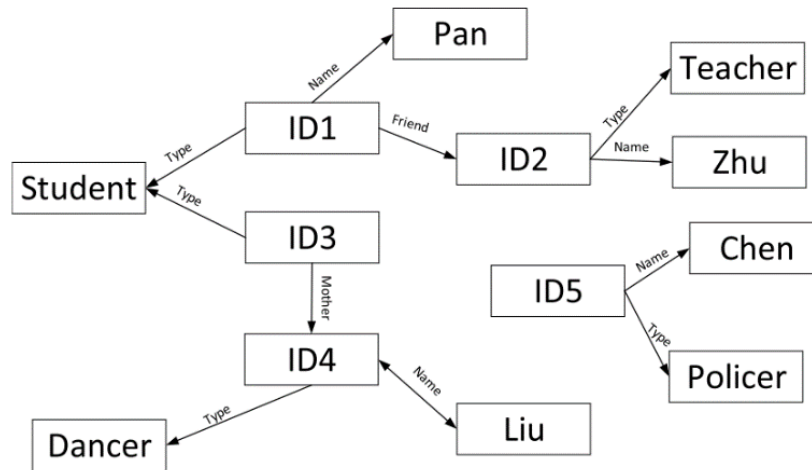 Pan
Name
Teacher
ID1
Friend
Type
ID2
Name
Zhu
Type
Student
Type
ID3
Chen
Name
ID5
Mother
Type
ID4
Name
Policer
Type
Liu
Dancer